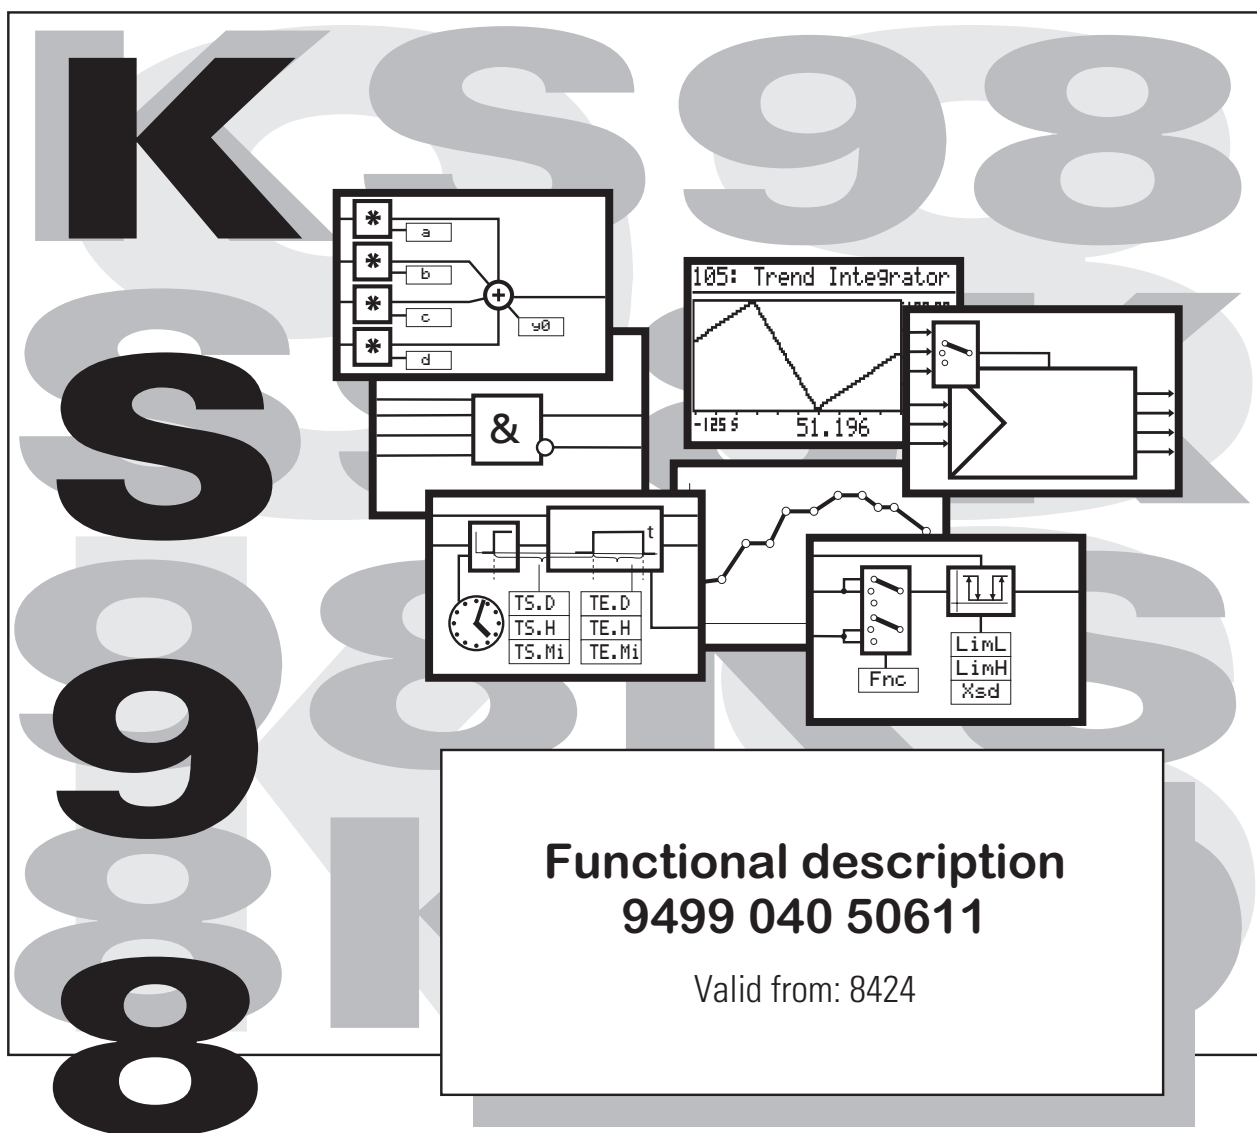 KS98
*
a
*
b
*
c
*
d
+
y0
&
105: Trend Integrator
-125 s
51.196
t
TS.D
TE.D
TS.H
TE.H
TS.Mi
TE.Mi
Fnc
LimL
LimH
Xsd
Functional description
9499 040 50611
Valid from: 8424